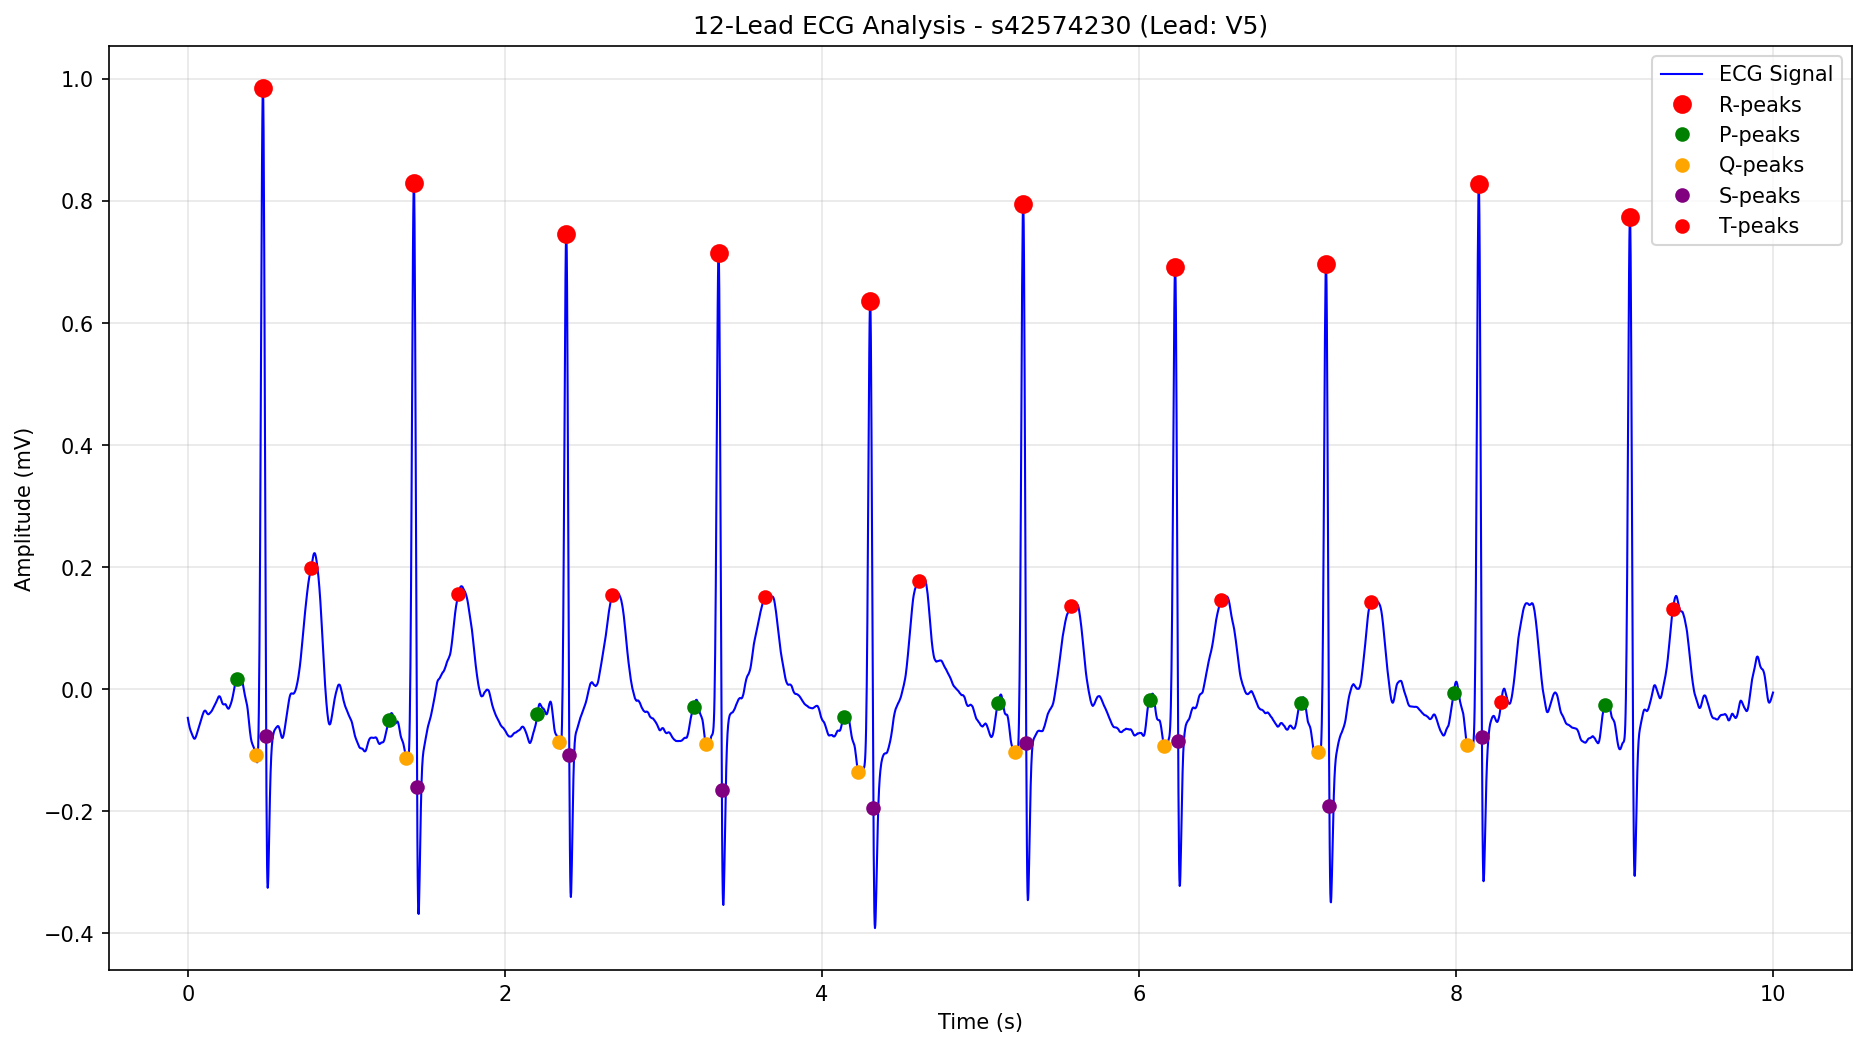 12-Lead ECG Analysis - s42574230 (Lead: V5)
ECG Signal
R-peaks
P-peaks
Q-peaks
S-peaks
T-peaks
Amplitude (mV)
1.0
0.8
0.6
0.4
0.2
0.0
−0.2
−0.4
0 2 4 6 8 10
Time (s)